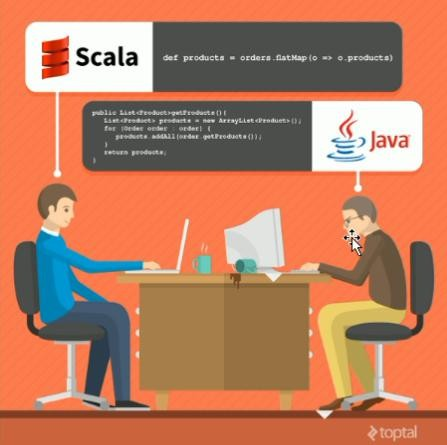 Scala
def products = orders.flatMap(o => o.products)
public List<Product>getProducts(){
List<Product> products = new ArrayList<Product>();
for (Order order : order) {
products.addAll(order.getProducts());
}
return products;
}
Java
toptal